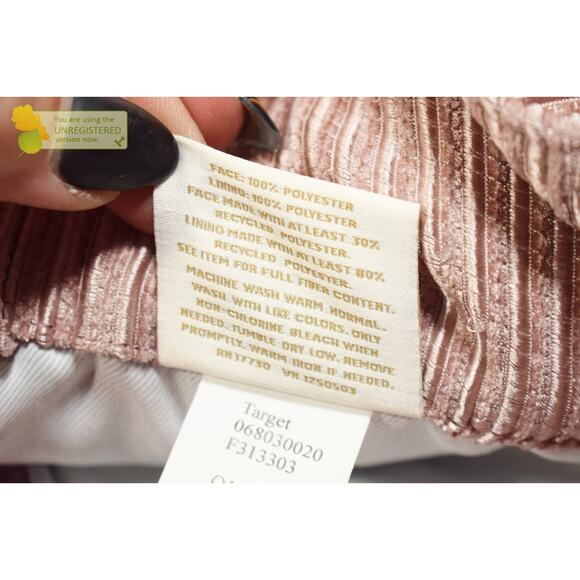 You are using the
UNREGISTERED
version now.
FACE: 100% POLYESTER
LINING: 100% POLYESTER
FACE MADE WITH AT LEAST 30%
RECYCLED POLYESTER.
LINING MADE WITH AT LEAST 80%
RECYCLED POLYESTER.
SEE ITEM FOR FULL FIBER CONTENT.
MACHINE WASH WARM, NORMAL.
WASH WITH LIKE COLORS. ONLY
NON-CHLORINE BLEACH WHEN
NEEDED. TUMBLE DRY LOW. REMOVE
PROMPTLY. WARM IRON IF NEEDED.
RN 17730 VN 1250503
Target
068030020
F313303